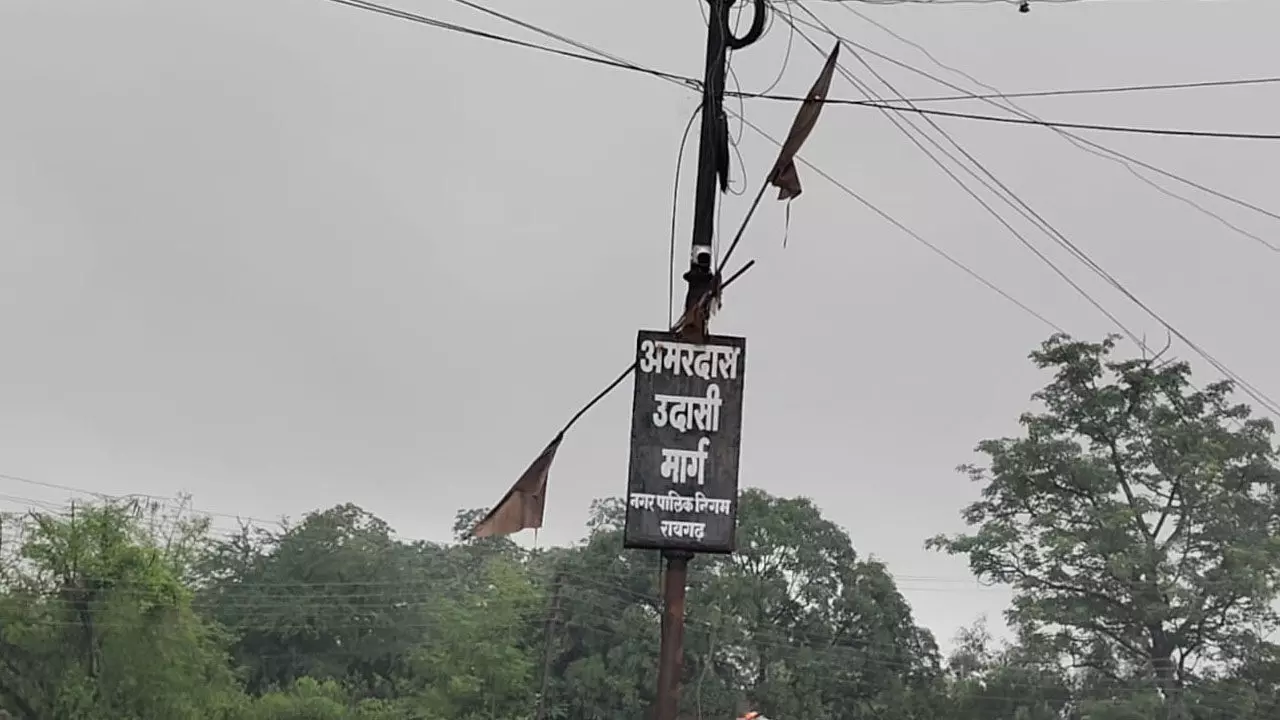 अमरदास
उदासी
मार्ग
नगर पालिक निगम
रायगढ़